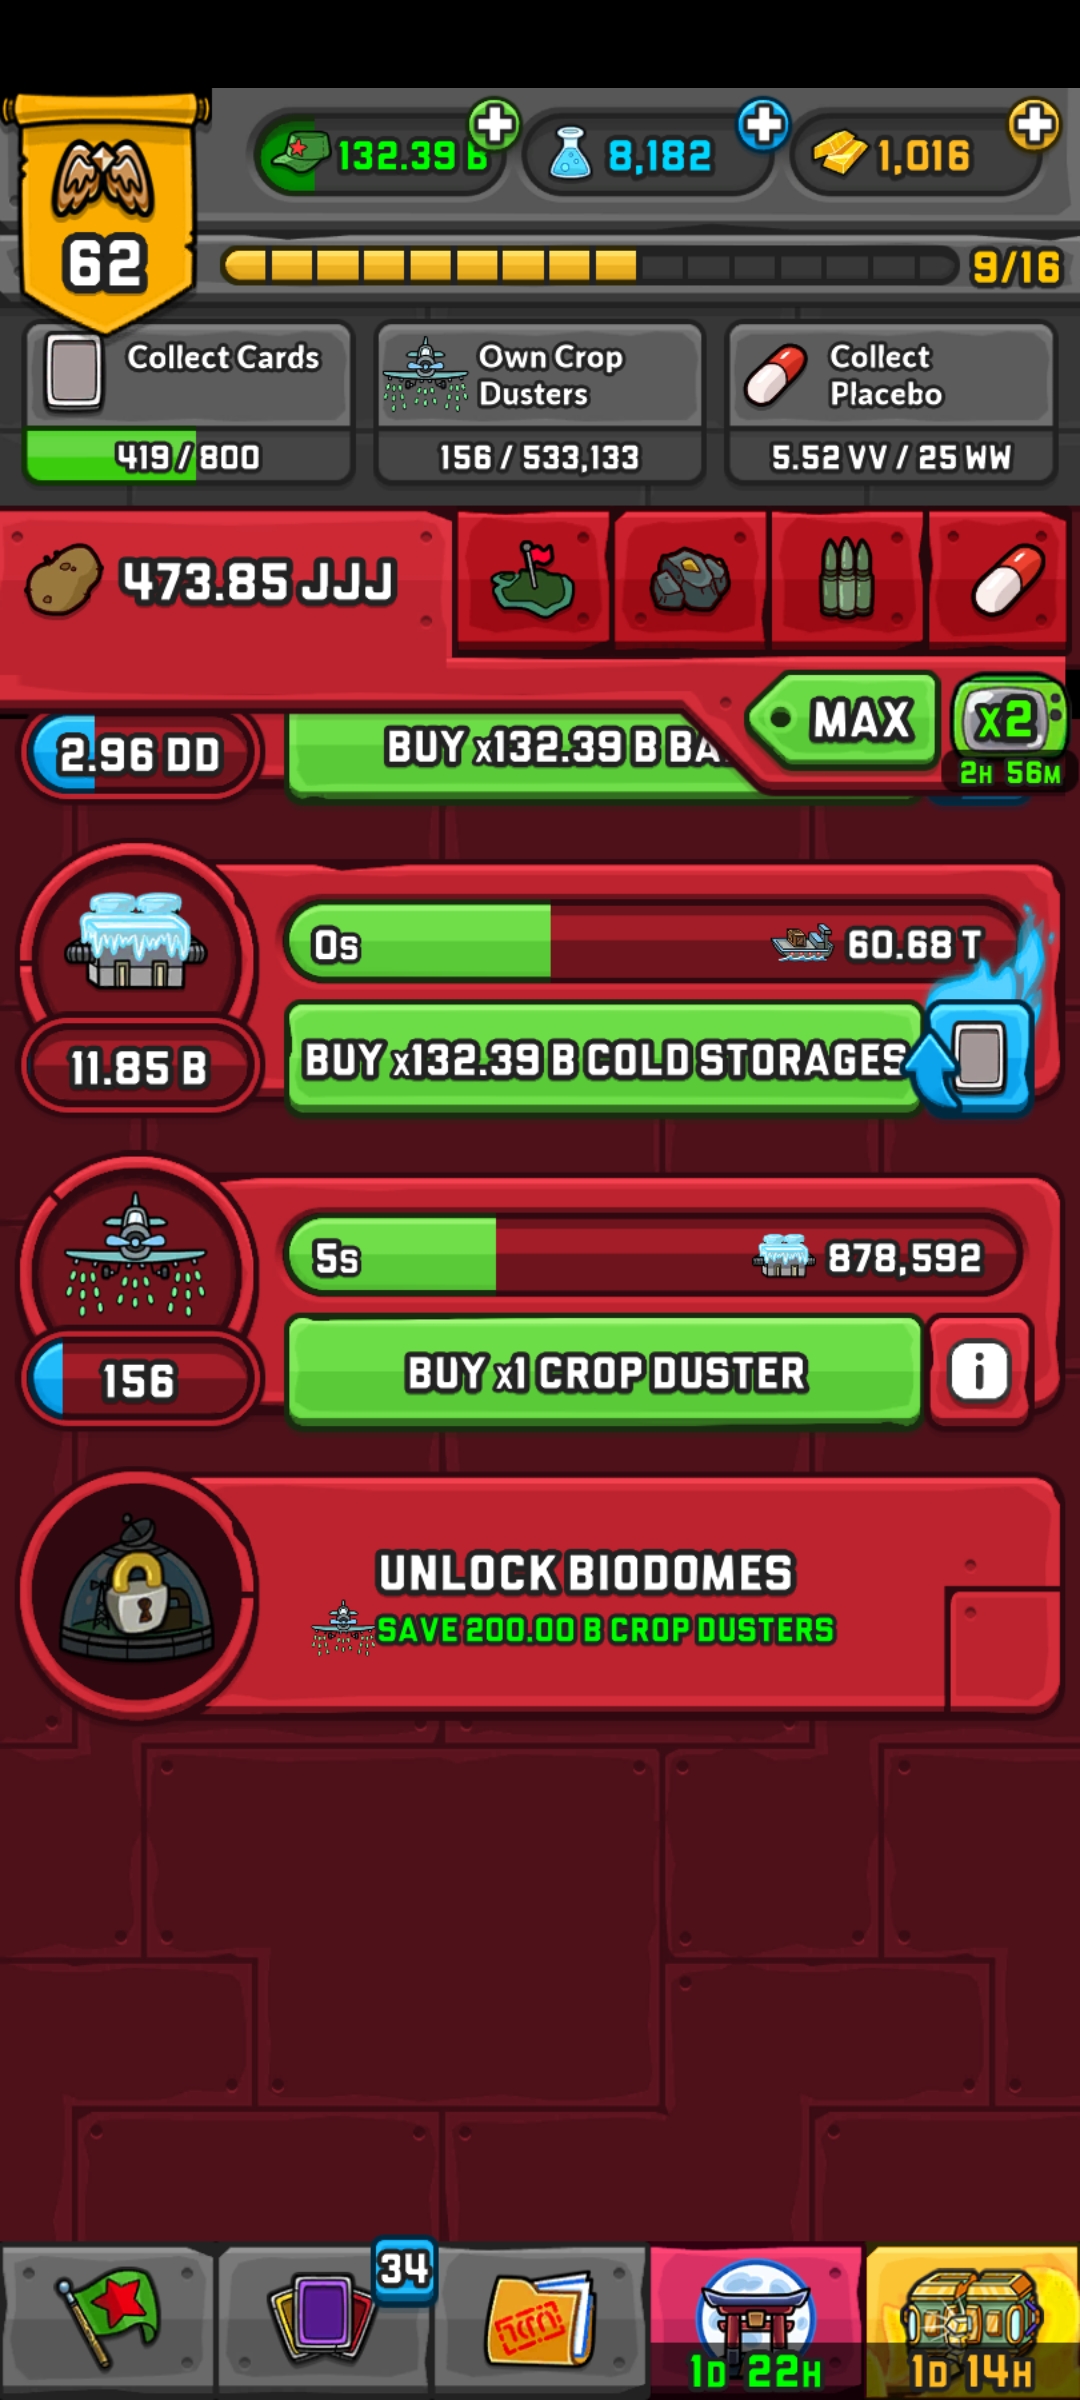 132.39 B
8,182
1,016
62
9/16
Collect Cards
419 / 800
Own Crop
Dusters
156 / 533,133
Collect
Placebo
5.52 VV / 25 WW
473.85 JJJ
MAX
x2
2H 56M
2.96 DD
BUY x132.39 B BA
0s
60.68 T
11.85 B
BUY x132.39 B COLD STORAGES
5s
878,592
156
BUY x1 CROP DUSTER
i
UNLOCK BIODOMES
SAVE 200.00 B CROP DUSTERS
34
1D 22H
1D 14H